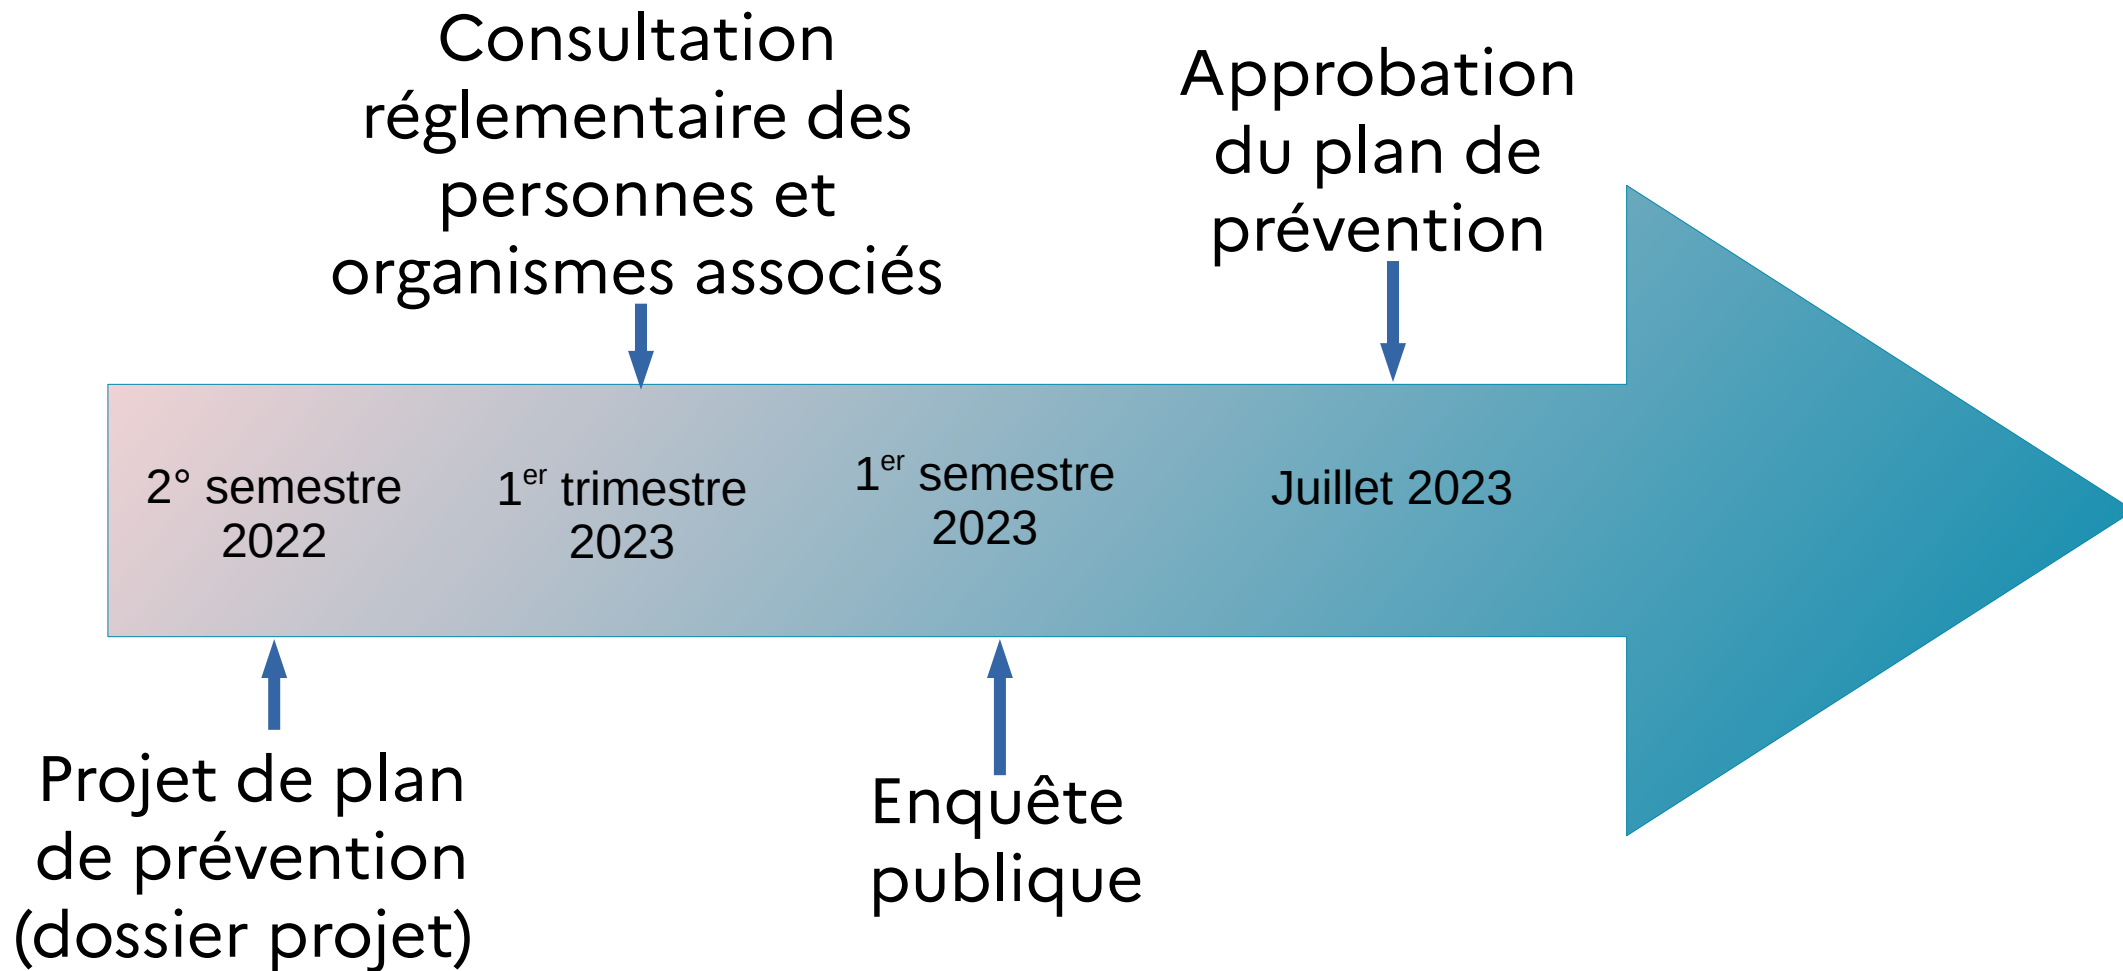 Consultation
réglementaire des
personnes et
organismes associés
Approbation
du plan de
prévention
2° semestre
2022
1er trimestre
2023
1er semestre
2023
Juillet 2023
Projet de plan
de prévention
(dossier projet)
Enquête
publique